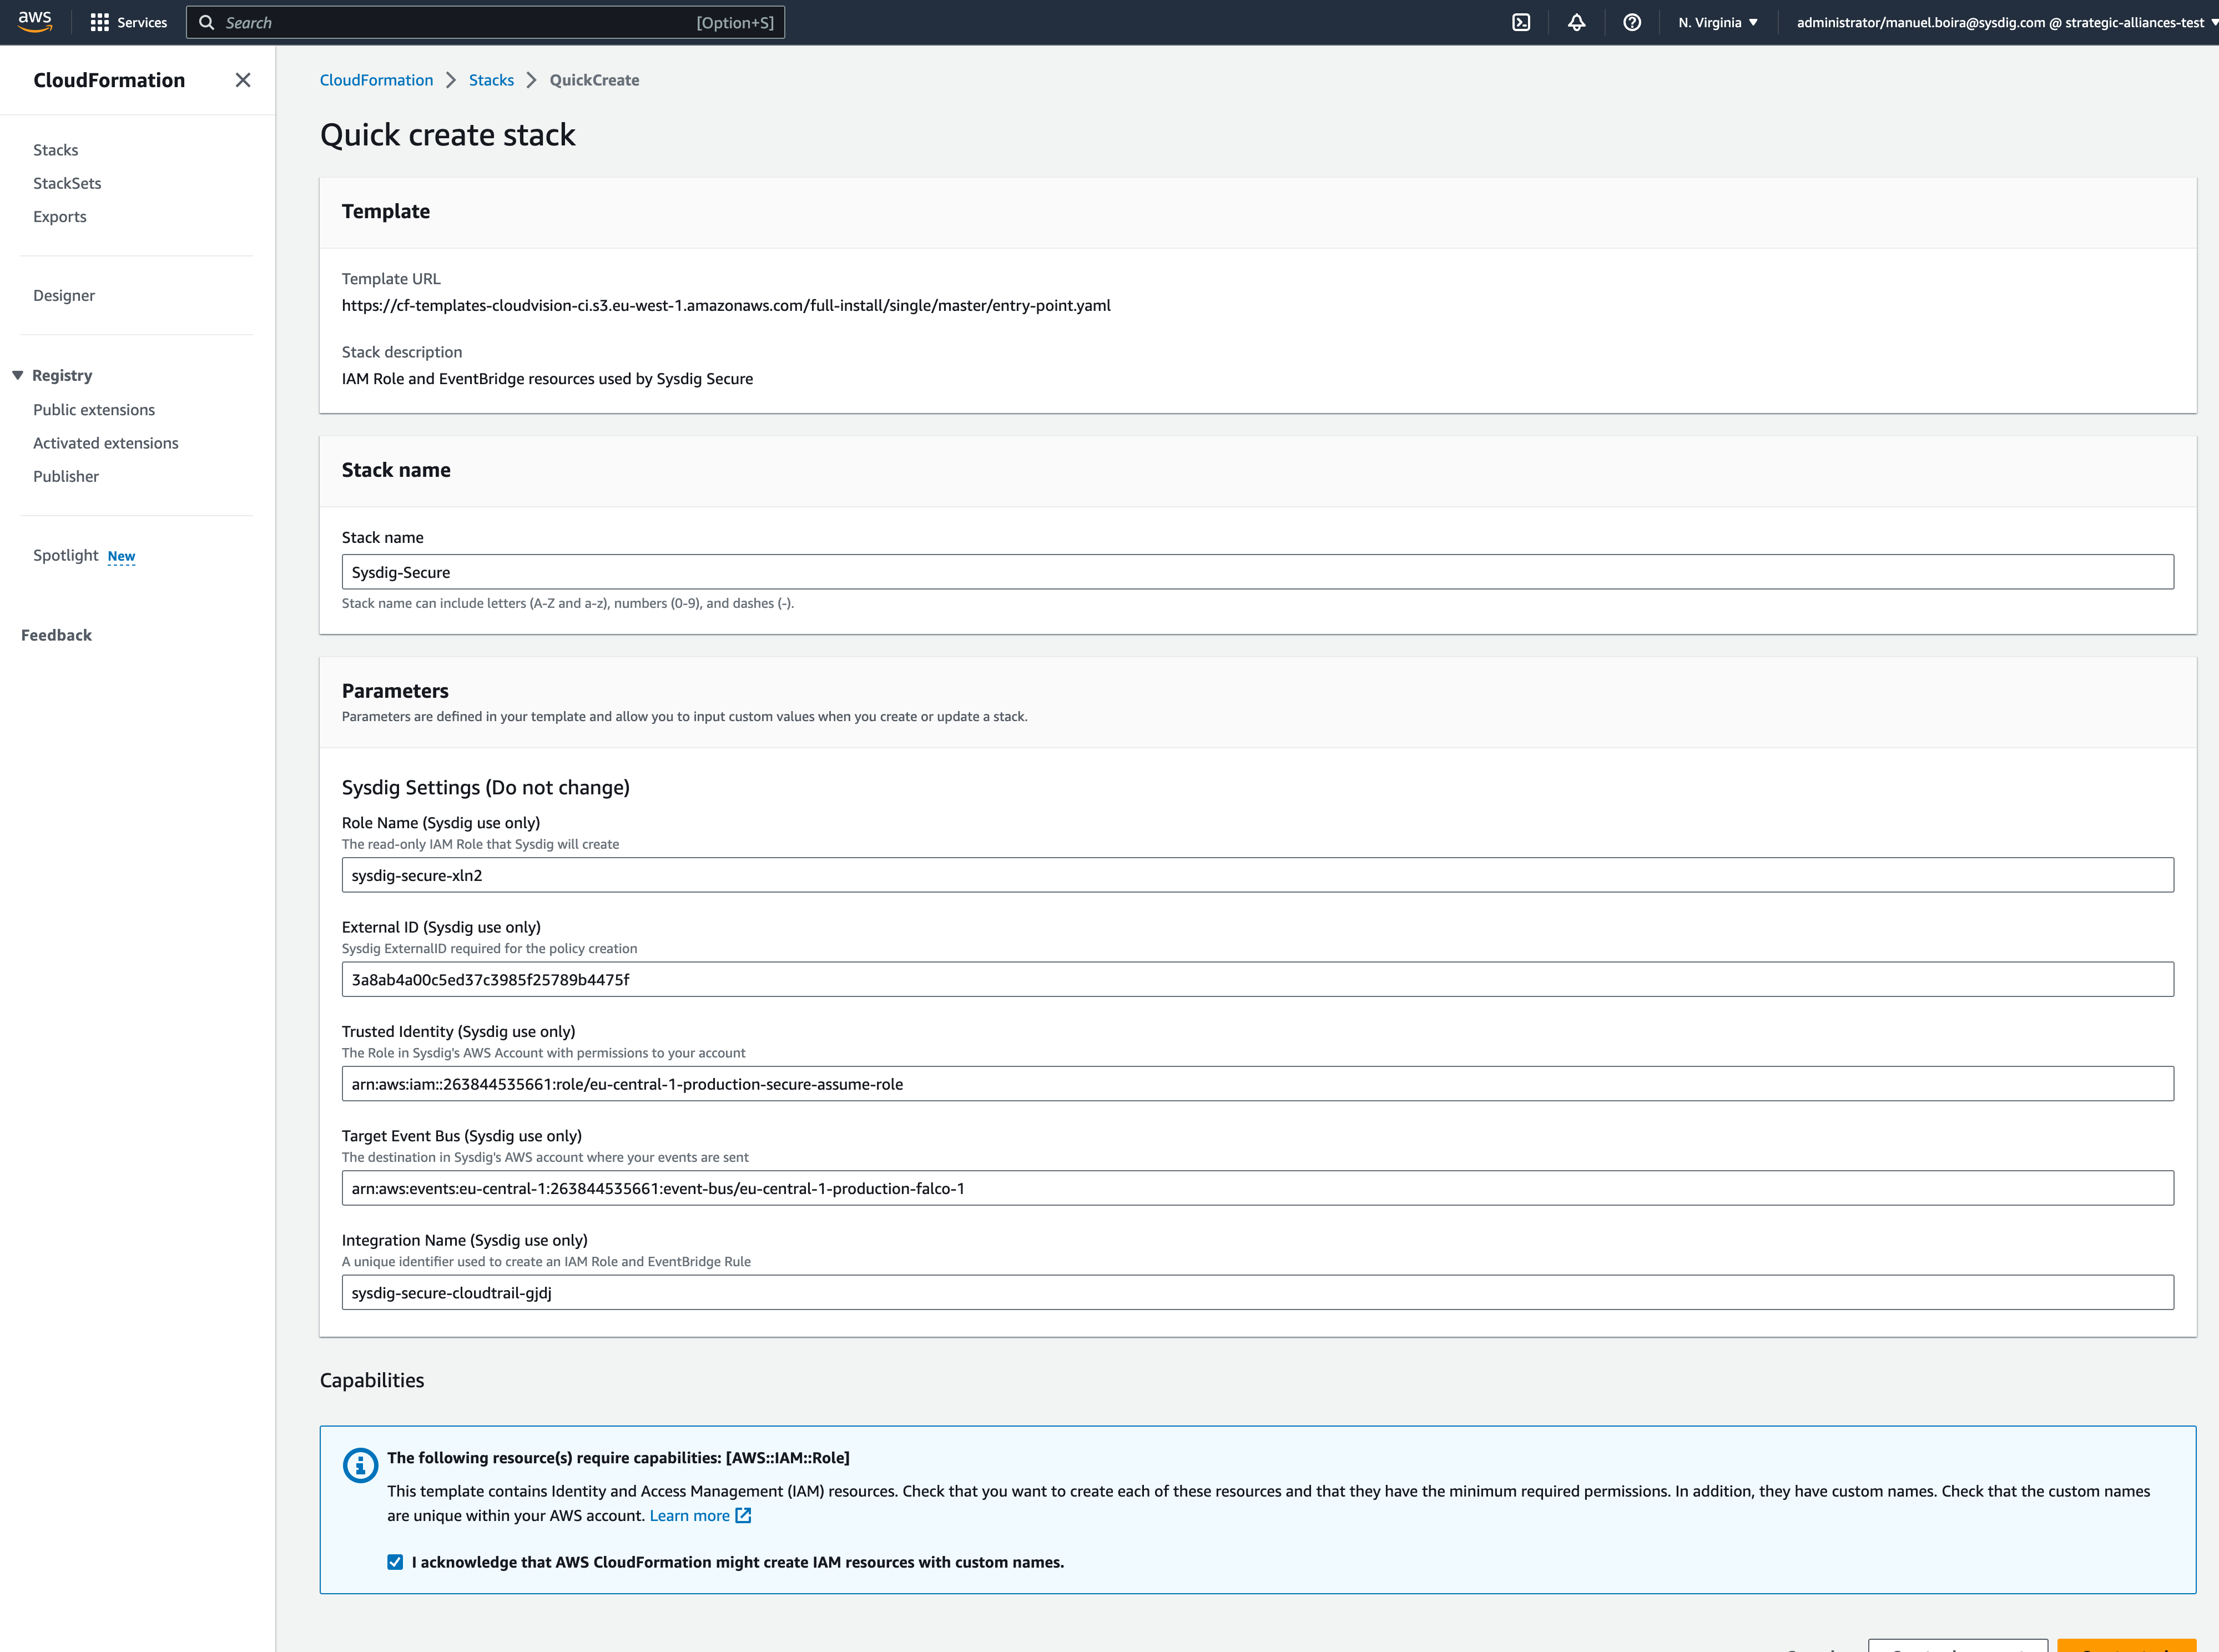 aws
Services
Search
[Option+S]
N. Virginia
administrator/manuel.boira@sysdig.com @ strategic-alliances-test
CloudFormation
Stacks
StackSets
Exports
Designer
Registry
Public extensions
Activated extensions
Publisher
Spotlight New
Feedback
CloudFormation > Stacks > QuickCreate
Quick create stack
Template
Template URL
https://cf-templates-cloudvision-ci.s3.eu-west-1.amazonaws.com/full-install/single/master/entry-point.yaml
Stack description
IAM Role and EventBridge resources used by Sysdig Secure
Stack name
Stack name
Sysdig-Secure
Stack name can include letters (A-Z and a-z), numbers (0-9), and dashes (-).
Parameters
Parameters are defined in your template and allow you to input custom values when you create or update a stack.
Sysdig Settings (Do not change)
Role Name (Sysdig use only)
The read-only IAM Role that Sysdig will create
sysdig-secure-xln2
External ID (Sysdig use only)
Sysdig ExternalID required for the policy creation
3a8ab4a00c5ed37c3985f25789b4475f
Trusted Identity (Sysdig use only)
The Role in Sysdig's AWS Account with permissions to your account
arn:aws:iam::263844535661:role/eu-central-1-production-secure-assume-role
Target Event Bus (Sysdig use only)
The destination in Sysdig's AWS account where your events are sent
arn:aws:events:eu-central-1:263844535661:event-bus/eu-central-1-production-falco-1
Integration Name (Sysdig use only)
A unique identifier used to create an IAM Role and EventBridge Rule
sysdig-secure-cloudtrail-gjdj
Capabilities
The following resource(s) require capabilities: [AWS::IAM::Role]
This template contains Identity and Access Management (IAM) resources. Check that you want to create each of these resources and that they have the minimum required permissions. In addition, they have custom names. Check that the custom names
are unique within your AWS account. Learn more
I acknowledge that AWS CloudFormation might create IAM resources with custom names.